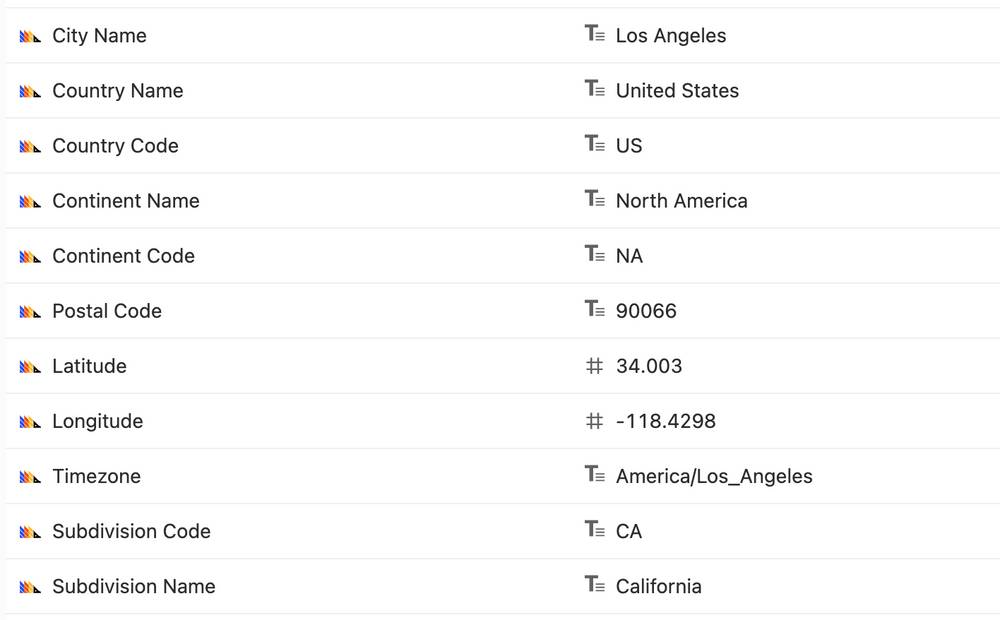 City Name Los Angeles
Country Name United States
Country Code US
Continent Name North America
Continent Code NA
Postal Code 90066
Latitude 34.003
Longitude -118.4298
Timezone America/Los_Angeles
Subdivision Code CA
Subdivision Name California